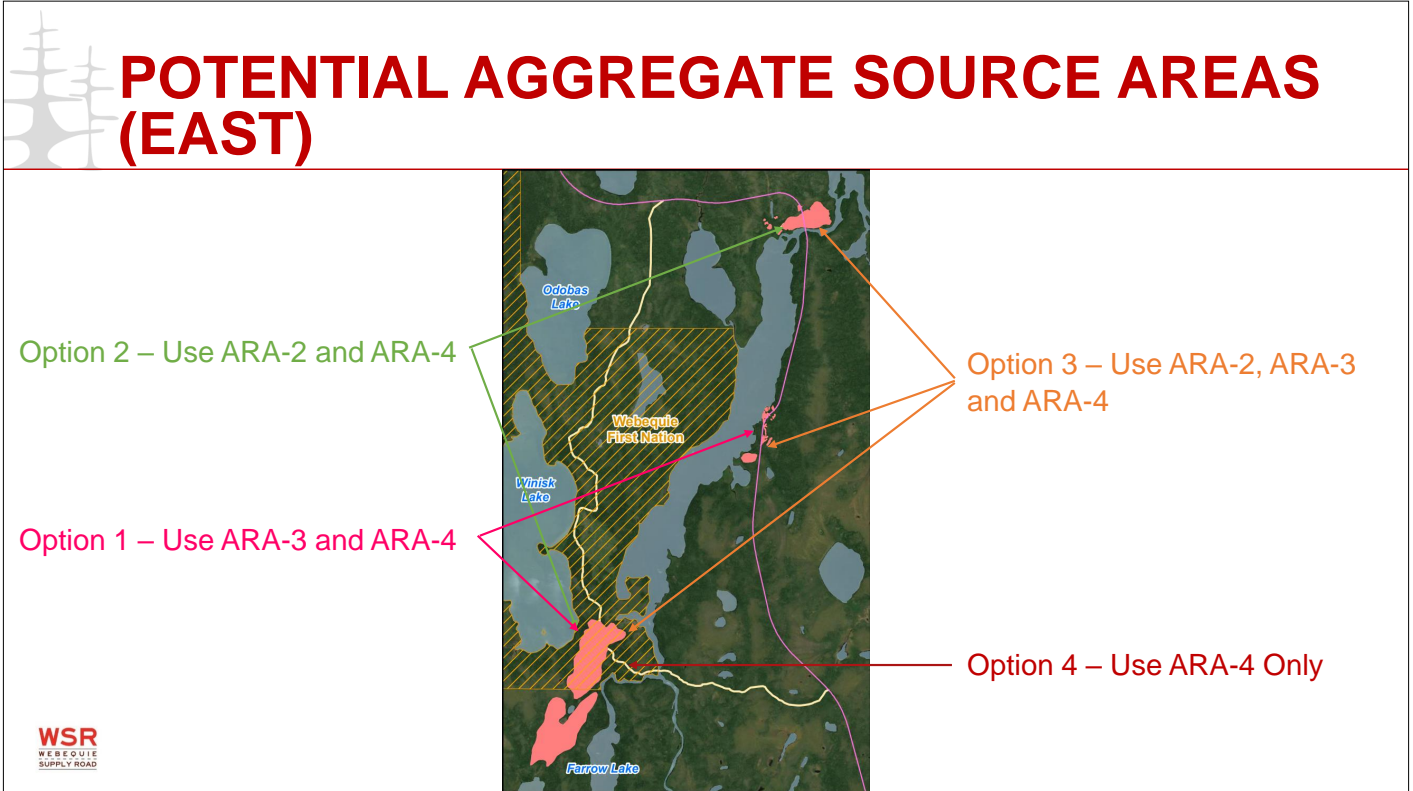 POTENTIAL AGGREGATE SOURCE AREAS
(EAST)
Odobas
Lake
Option 2 – Use ARA-2 and ARA-4
Option 3 – Use ARA-2, ARA-3
and ARA-4
Webequie
First Nation
Winisk
Lake
Option 1 – Use ARA-3 and ARA-4
Option 4 – Use ARA-4 Only
WSR
WEBEQUIE
SUPPLY ROAD
Farrow Lake